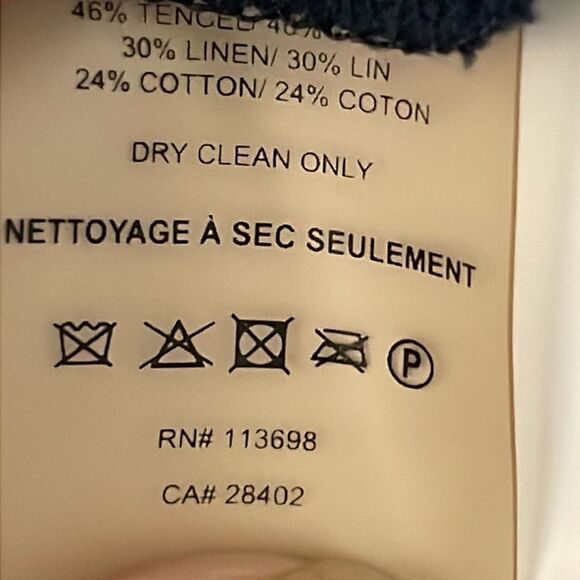 46% TENCEL/ 46%
30% LINEN/ 30% LIN
24% COTTON/ 24% COTON
DRY CLEAN ONLY
NETTOYAGE À SEC SEULEMENT
P
RN# 113698
CA# 28402